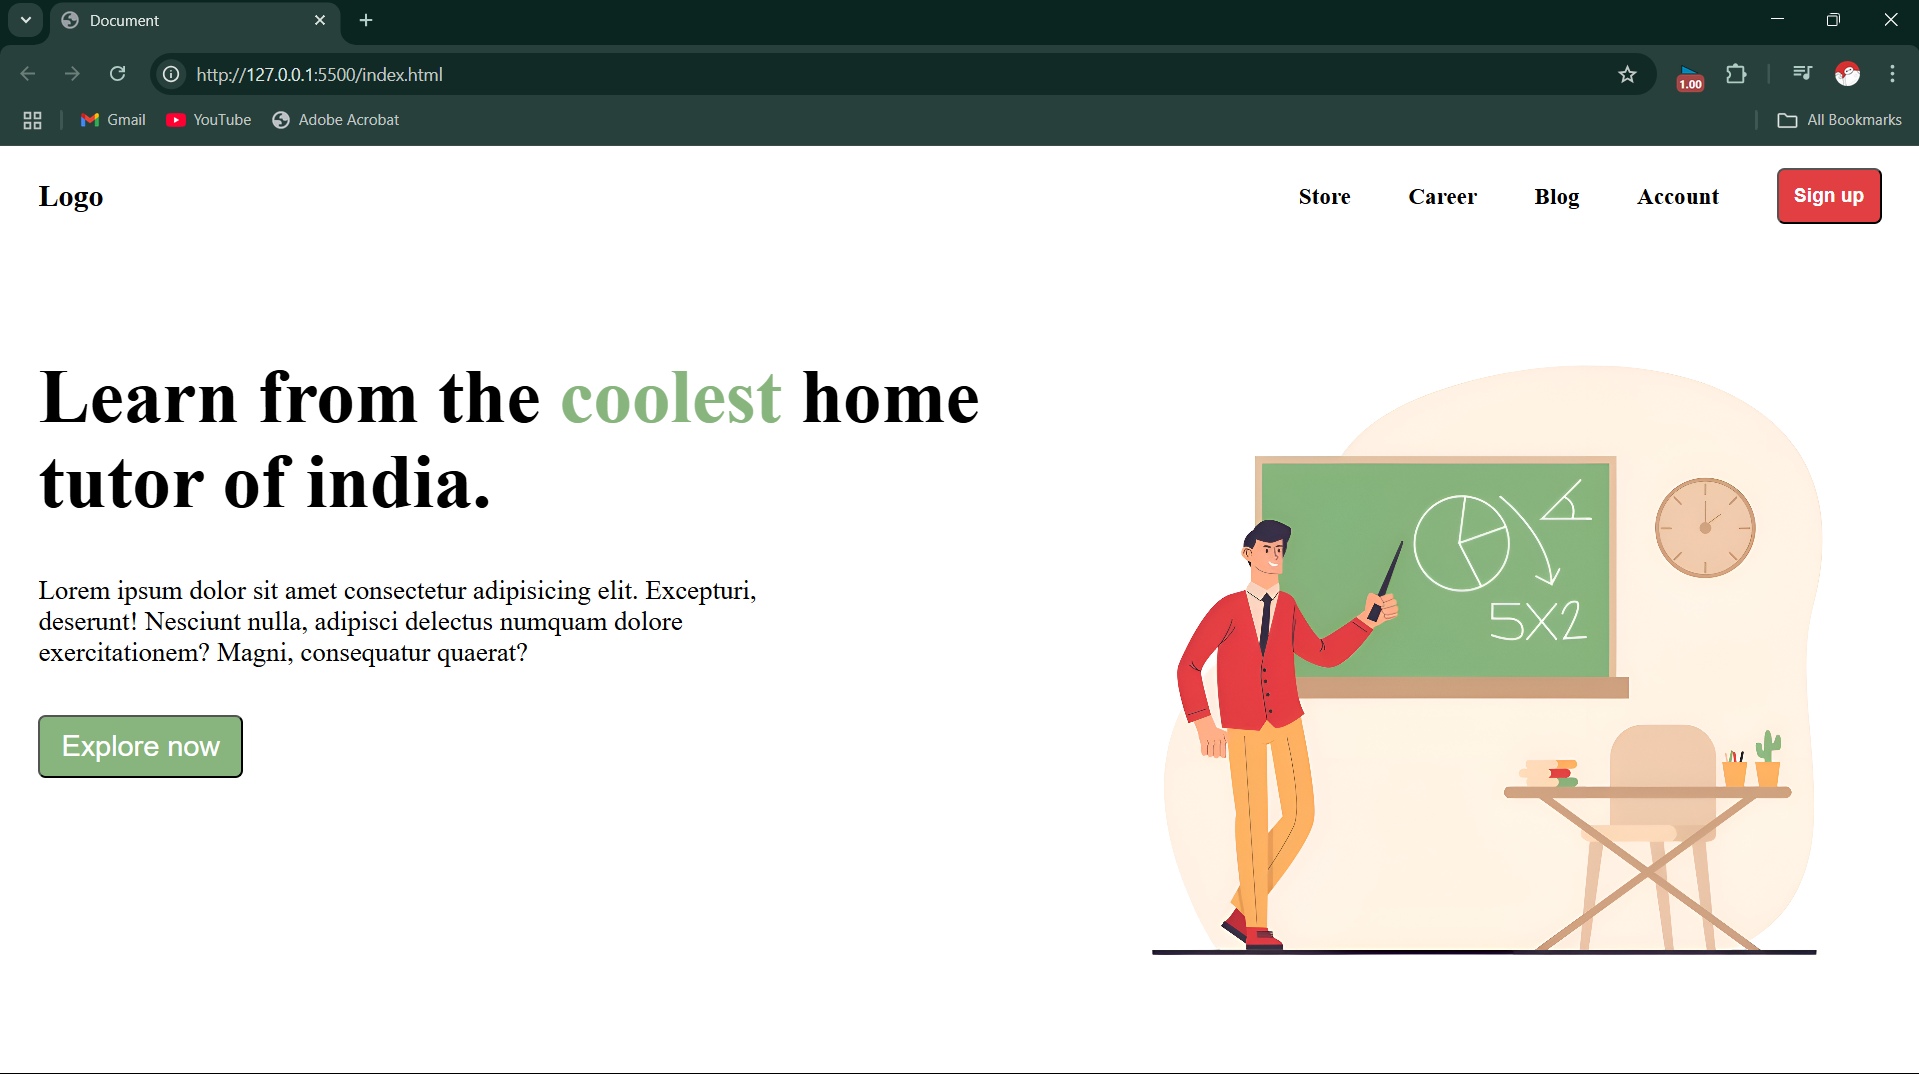 Document
http://127.0.0.1:5500/index.html
1.00
Gmail YouTube Adobe Acrobat All Bookmarks
Logo Store Career Blog Account Sign up
Learn from the coolest home
tutor of india.
5X2
Lorem ipsum dolor sit amet consectetur adipisicing elit. Excepturi,
deserunt! Nesciunt nulla, adipisci delectus numquam dolore
exercitationem? Magni, consequatur quaerat?
Explore now